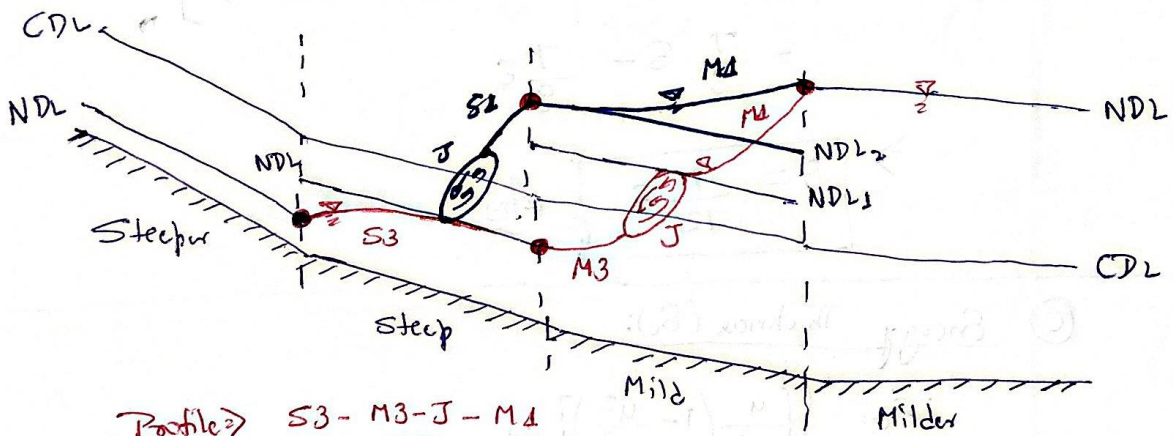 CDL
NDL
NDL
S1
J
M1
M1
NDL
NDL2
NDL1
J
CDL
S3
M3
Steeper
Steep
Mild
Milder
Profile ⇒ S3 - M3 - J - M1